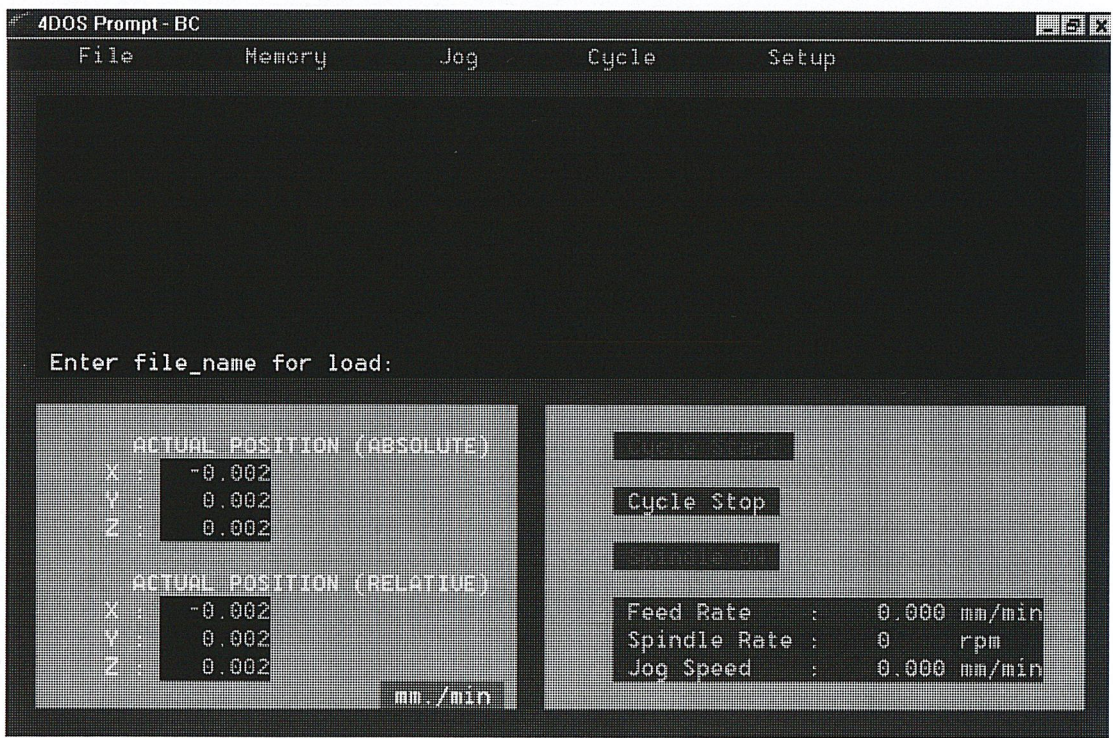 4DOS Prompt - BC
File Memory Jog Cycle Setup
Enter file_name for load:
ACTUAL POSITION (ABSOLUTE)
X : -0.002
Y : 0.002
Z : 0.002
ACTUAL POSITION (RELATIVE)
X : -0.002
Y : 0.002
Z : 0.002
mm./min
Cycle Start
Cycle Stop
Spindle ON
Feed Rate : 0.000 mm/min
Spindle Rate : 0 rpm
Jog Speed : 0.000 mm/min